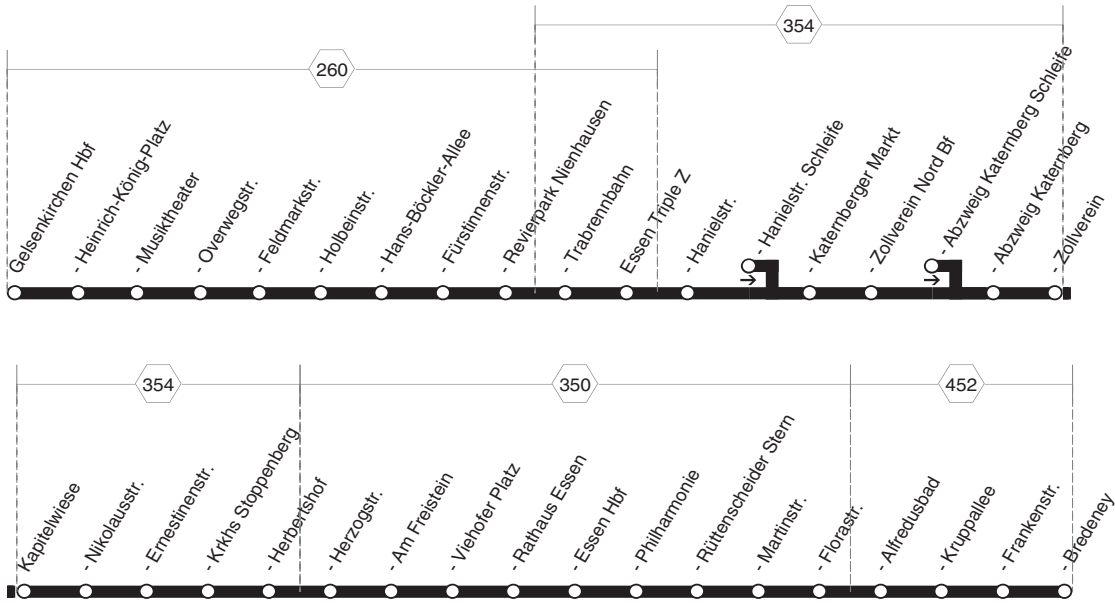 354
260
Gelsenkirchen Hbf
- Heinrich-König-Platz
- Musiktheater
- Overwegstr.
- Feldmarkstr.
- Holbeinstr.
- Hans-Böckler-Allee
- Fürstinnenstr.
- Revierpark Nienhausen
- Trabrennbahn
Essen Triple Z
- Hanielstr.
- Hanielstr. Schleife
- Katernberger Markt
- Zollverein Nord Bf
- Abzweig Katernberg Schleife
- Abzweig Katernberg
- Zollverein
354
350
452
Kapitelwiese
- Nikolausstr.
- Ernestinenstr.
- Krkhs Stoppenberg
- Herbertshof
- Herzogstr.
- Am Freistein
- Viehofer Platz
- Rathaus Essen
- Essen Hbf
- Philharmonie
- Rüttenscheider Stern
- Martinstr.
- Florastr.
- Alfredusbad
- Kruppallee
- Frankenstr.
- Bredeney